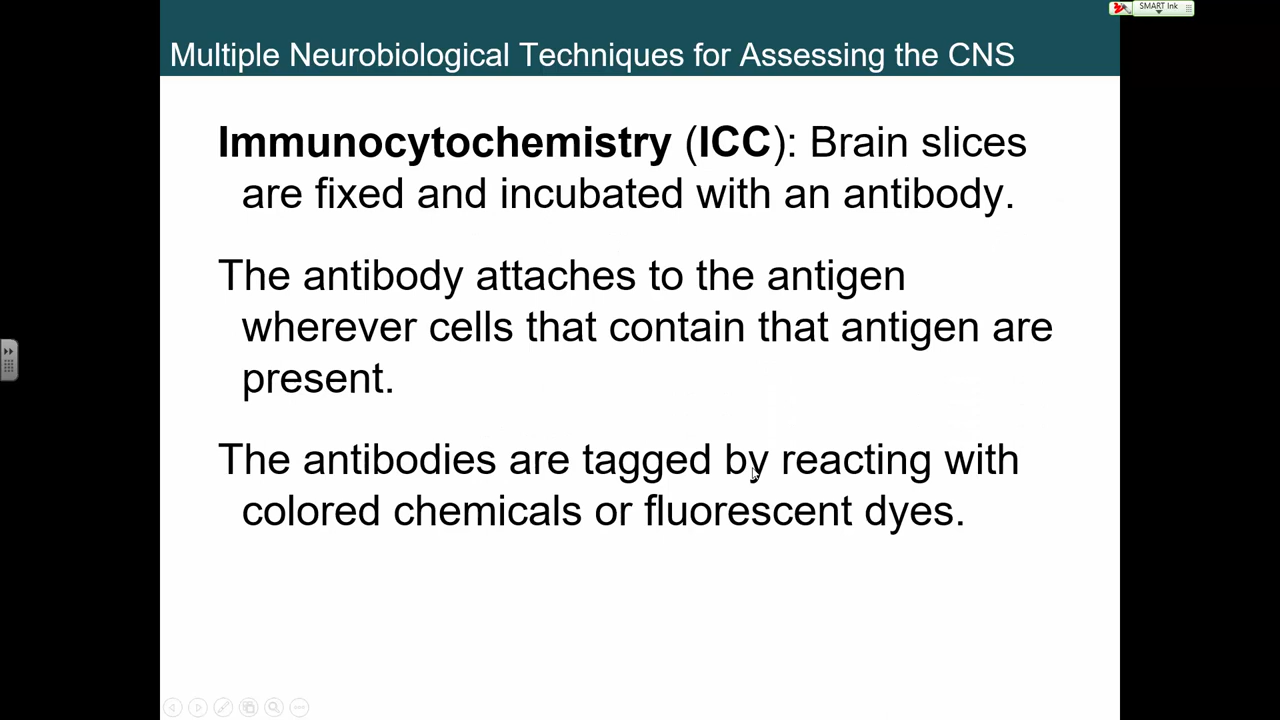 SMART Ink
Multiple Neurobiological Techniques for Assessing the CNS
Immunocytochemistry (ICC): Brain slices
are fixed and incubated with an antibody.
The antibody attaches to the antigen
wherever cells that contain that antigen are
present.
The antibodies are tagged by reacting with
colored chemicals or fluorescent dyes.